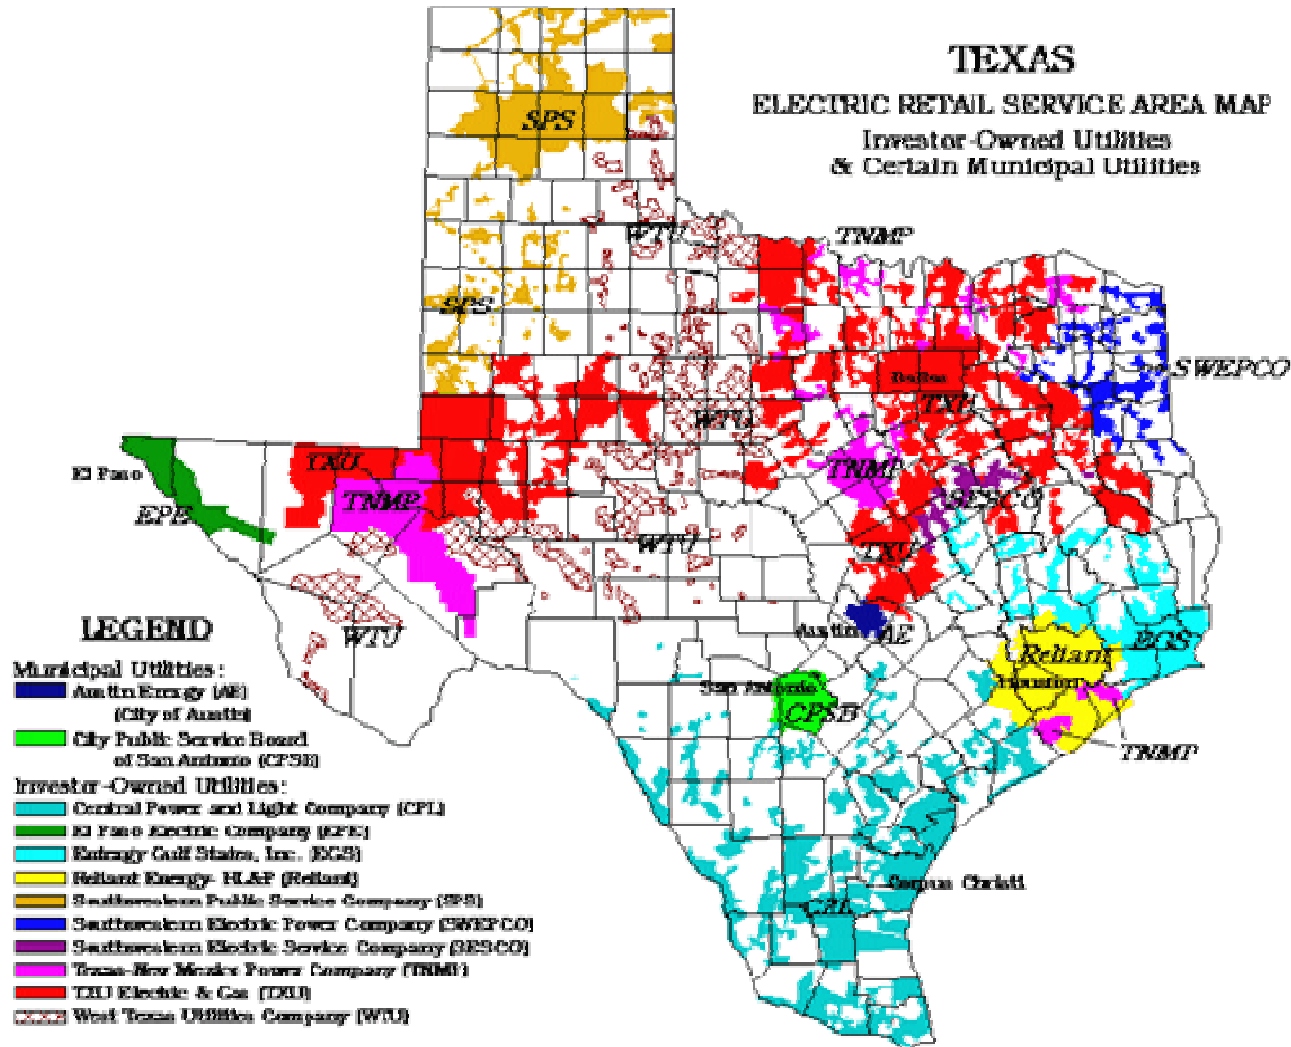 TEXAS
ELECTRIC RETAIL SERVICE AREA MAP
Investor-Owned Utilities
& Certain Municipal Utilities
SPS
WTU
TNMP
SPS
SWEPCO
Dallas
TXU
WTU
El Paso
TXU
TNMP
TNMP
SESCO
EPE
WTU
TXU
Austin
AE
WTU
Reliant
EGS
Houston
San Antonio
CPSB
TNMP
Corpus Christi
CPL
LEGEND
Municipal Utilities:
Austin Energy (AE)
(City of Austin)
City Public Service Board
of San Antonio (CPSB)
Investor-Owned Utilities:
Central Power and Light Company (CPL)
El Paso Electric Company (EPE)
Entergy Gulf States, Inc. (EGS)
Reliant Energy- HL&P (Reliant)
Southwestern Public Service Company (SPS)
Southwestern Electric Power Company (SWEPCO)
Southwestern Electric Service Company (SESCO)
Texas-New Mexico Power Company (TNMP)
TXU Electric & Gas (TXU)
West Texas Utilities Company (WTU)